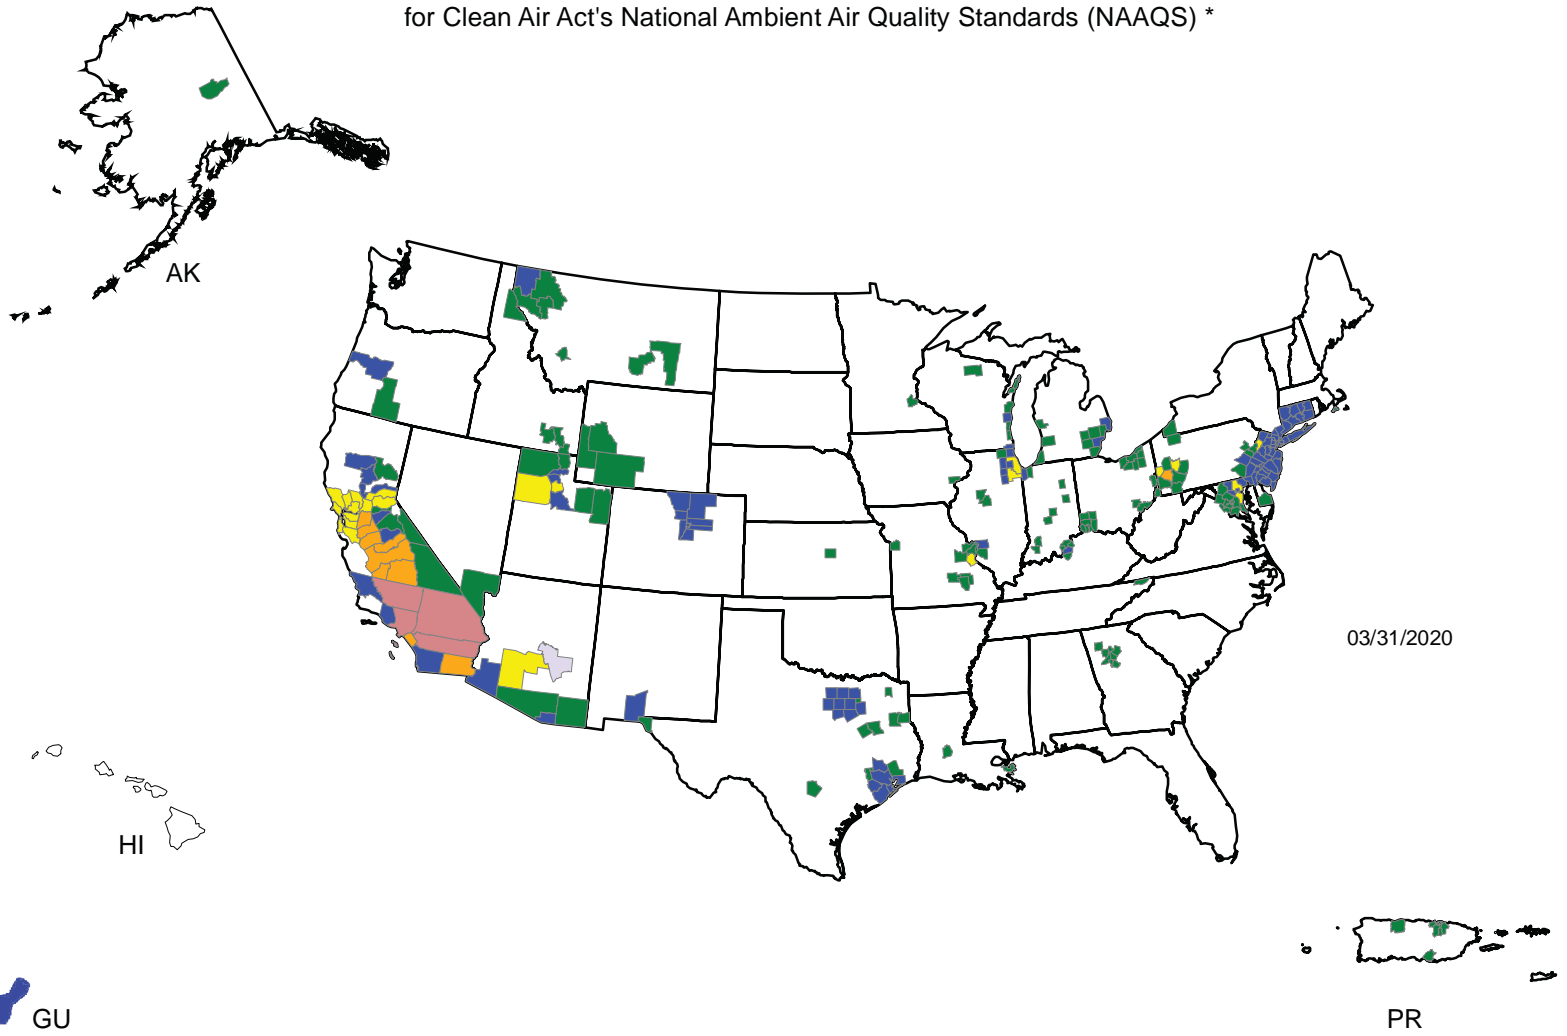 for Clean Air Act's National Ambient Air Quality Standards (NAAQS) *
AK
03/31/2020
HI
GU
PR